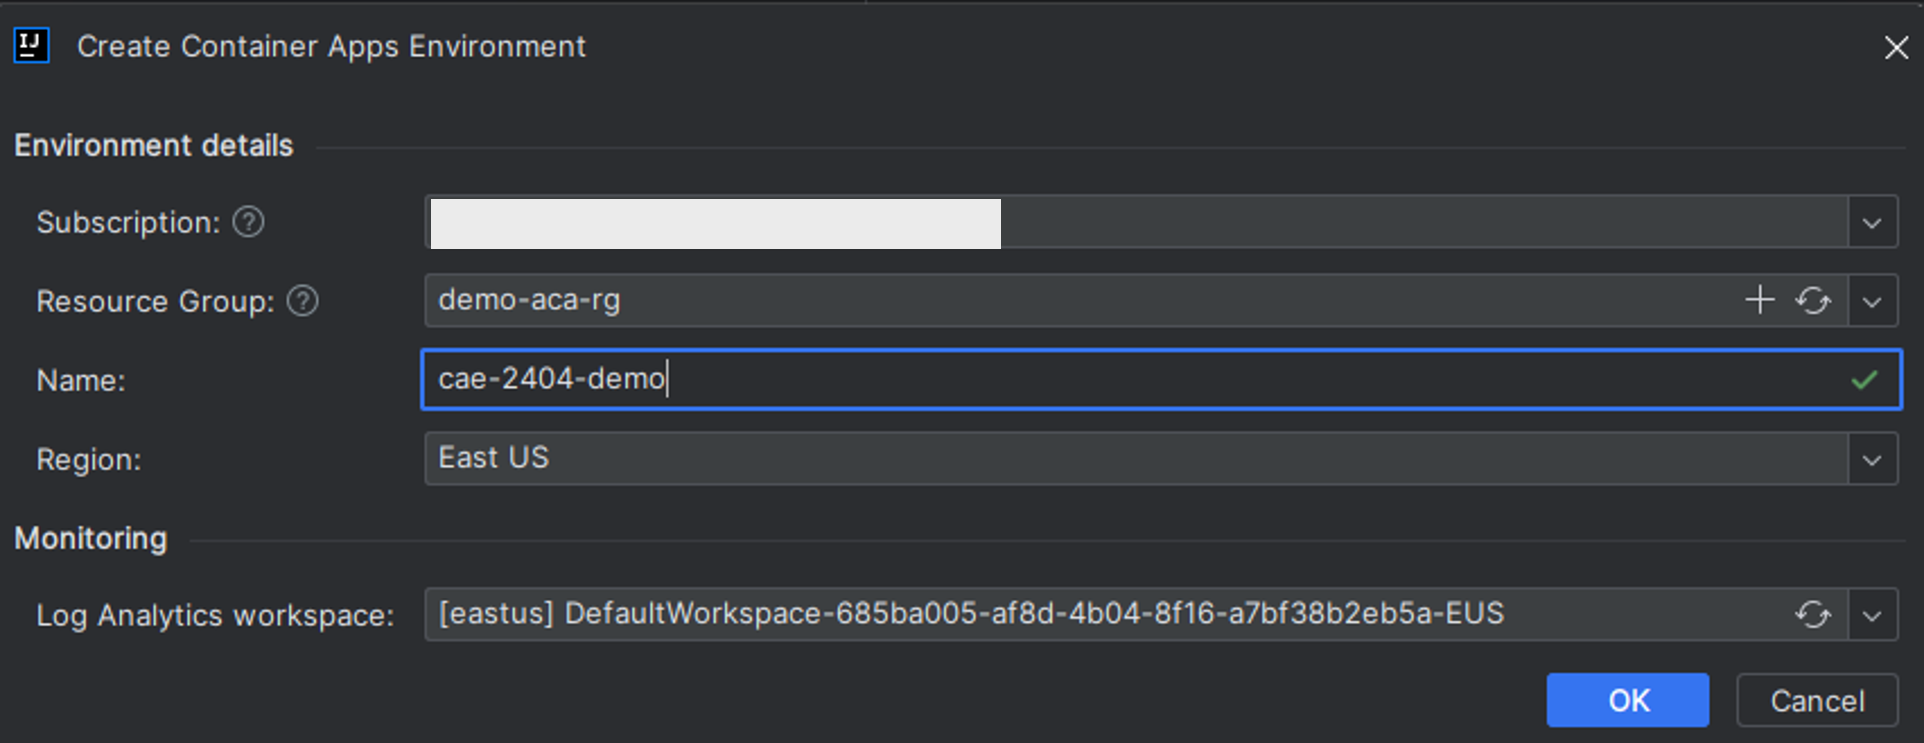 IJ Create Container Apps Environment
Environment details
Subscription: ?
Resource Group: ? demo-aca-rg
Name: cae-2404-demo
Region: East US
Monitoring
Log Analytics workspace: [eastus] DefaultWorkspace-685ba005-af8d-4b04-8f16-a7bf38b2eb5a-EUS
OK Cancel